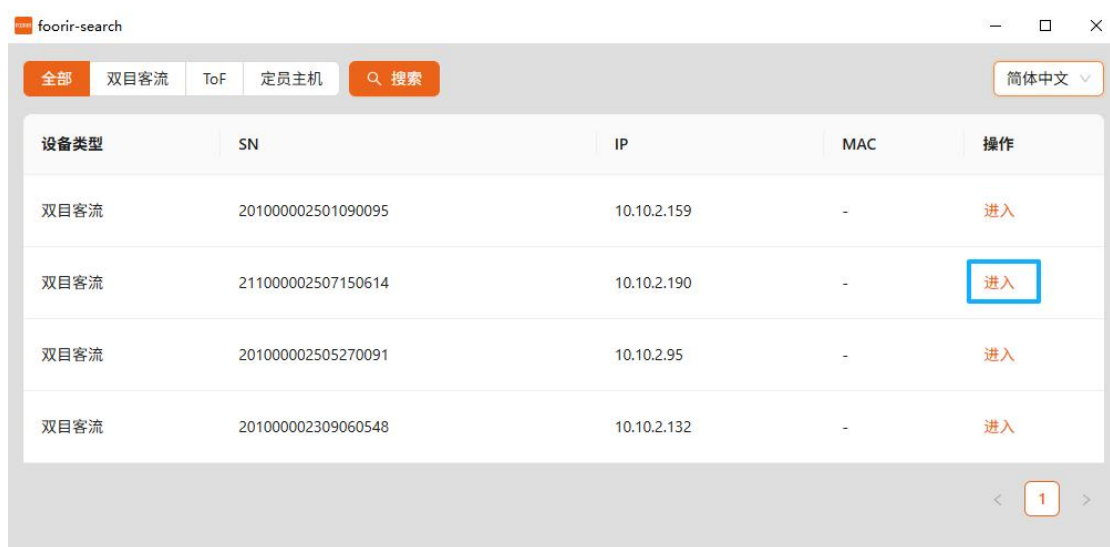 foorir-search
全部 双目客流 ToF 定员主机 搜索 简体中文
设备类型 SN IP MAC 操作
双目客流 201000002501090095 10.10.2.159 - 进入
双目客流 211000002507150614 10.10.2.190 - 进入
双目客流 201000002505270091 10.10.2.95 - 进入
双目客流 201000002309060548 10.10.2.132 - 进入
< 1 >